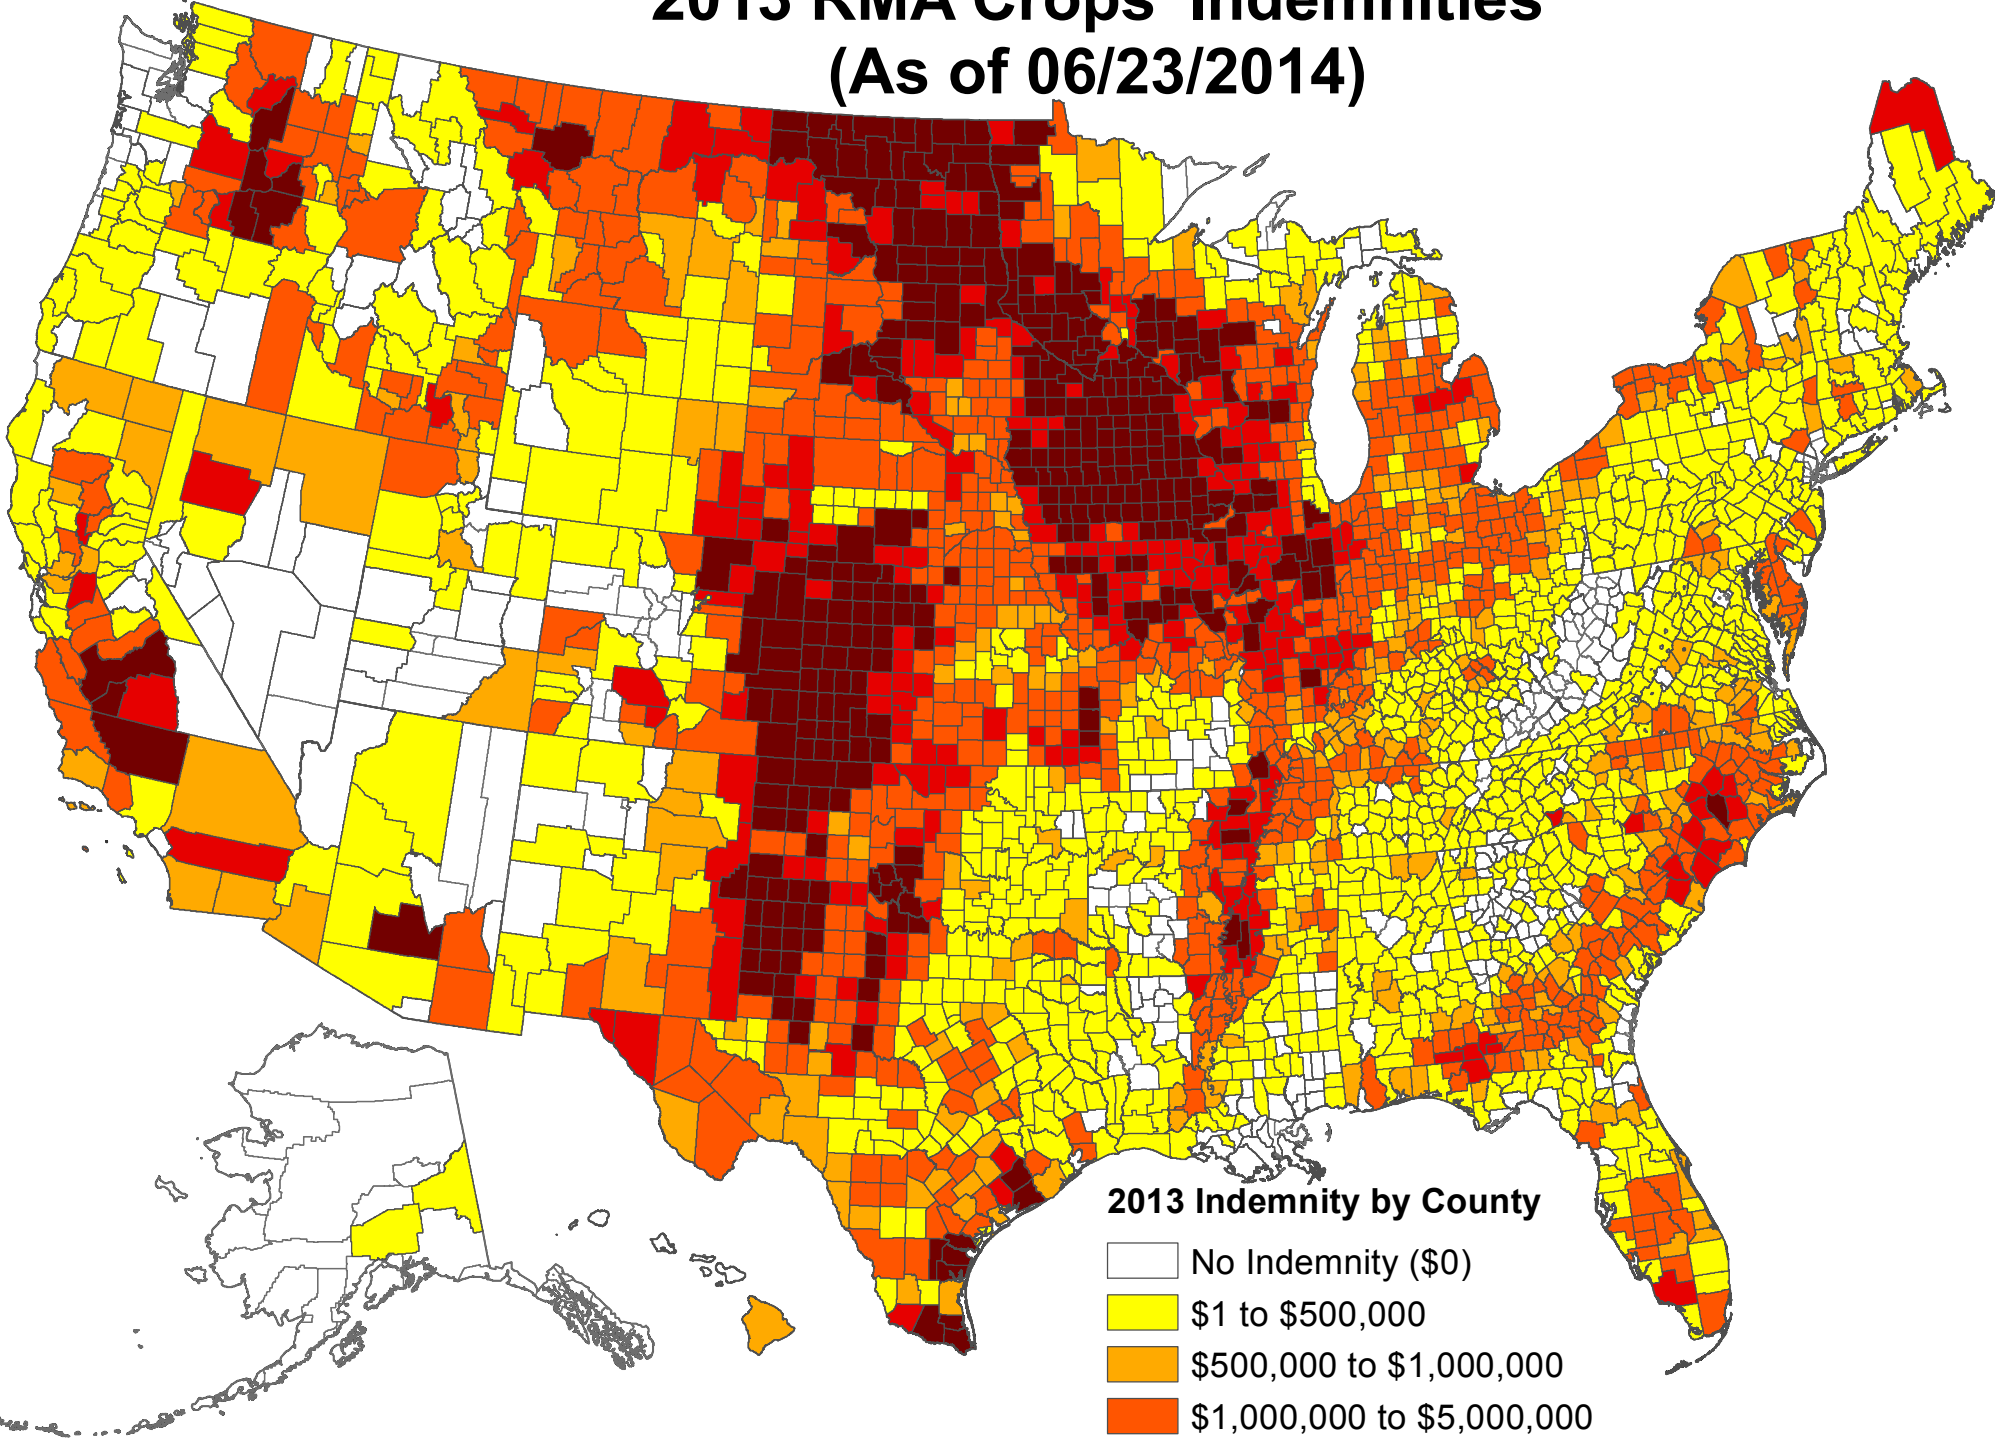 2013 RMA Crops' Indemnities
(As of 06/23/2014)
2013 Indemnity by County
No Indemnity ($0)
$1 to $500,000
$500,000 to $1,000,000
$1,000,000 to $5,000,000